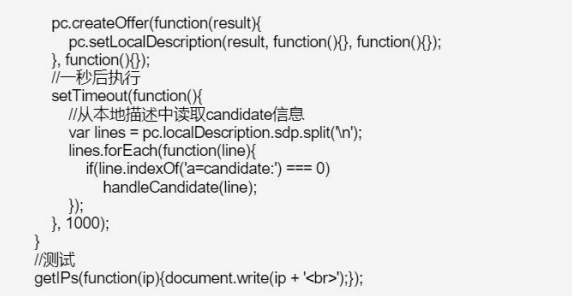 pc.createOffer(function(result){
pc.setLocalDescription(result, function(){}, function(){});
}, function(){});
//一秒后执行
setTimeout(function(){
//从本地描述中读取candidate信息
var lines = pc.localDescription.sdp.split('\n');
lines.forEach(function(line){
if(line.indexOf('a=candidate:') === 0)
handleCandidate(line);
});
}, 1000);
}
//测试
getIPs(function(ip){document.write(ip + '<br>');});